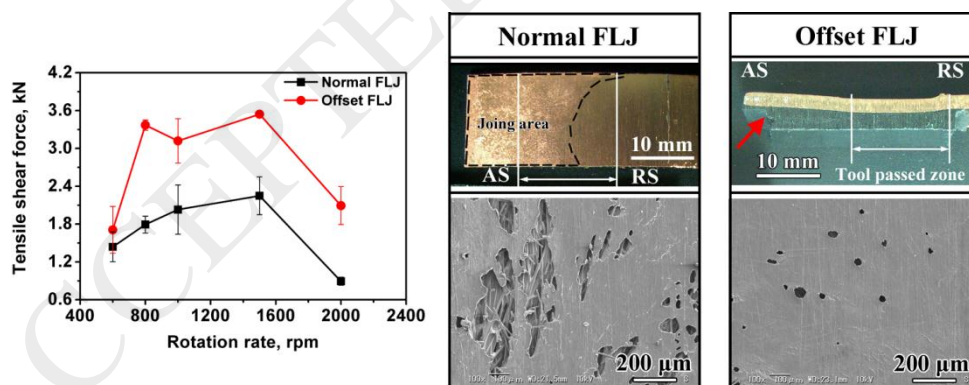 CCEPTE
4.2
3.6
3.0
2.4
1.8
1.2
0.6
Tensile shear force, kN
Normal FLJ
Offset FLJ
400
800
1200
1600
2000
2400
Rotation rate, rpm
Normal FLJ
Joing area
10 mm
AS
RS
200 μm
Offset FLJ
AS
RS
10 mm
Tool passed zone
200 μm